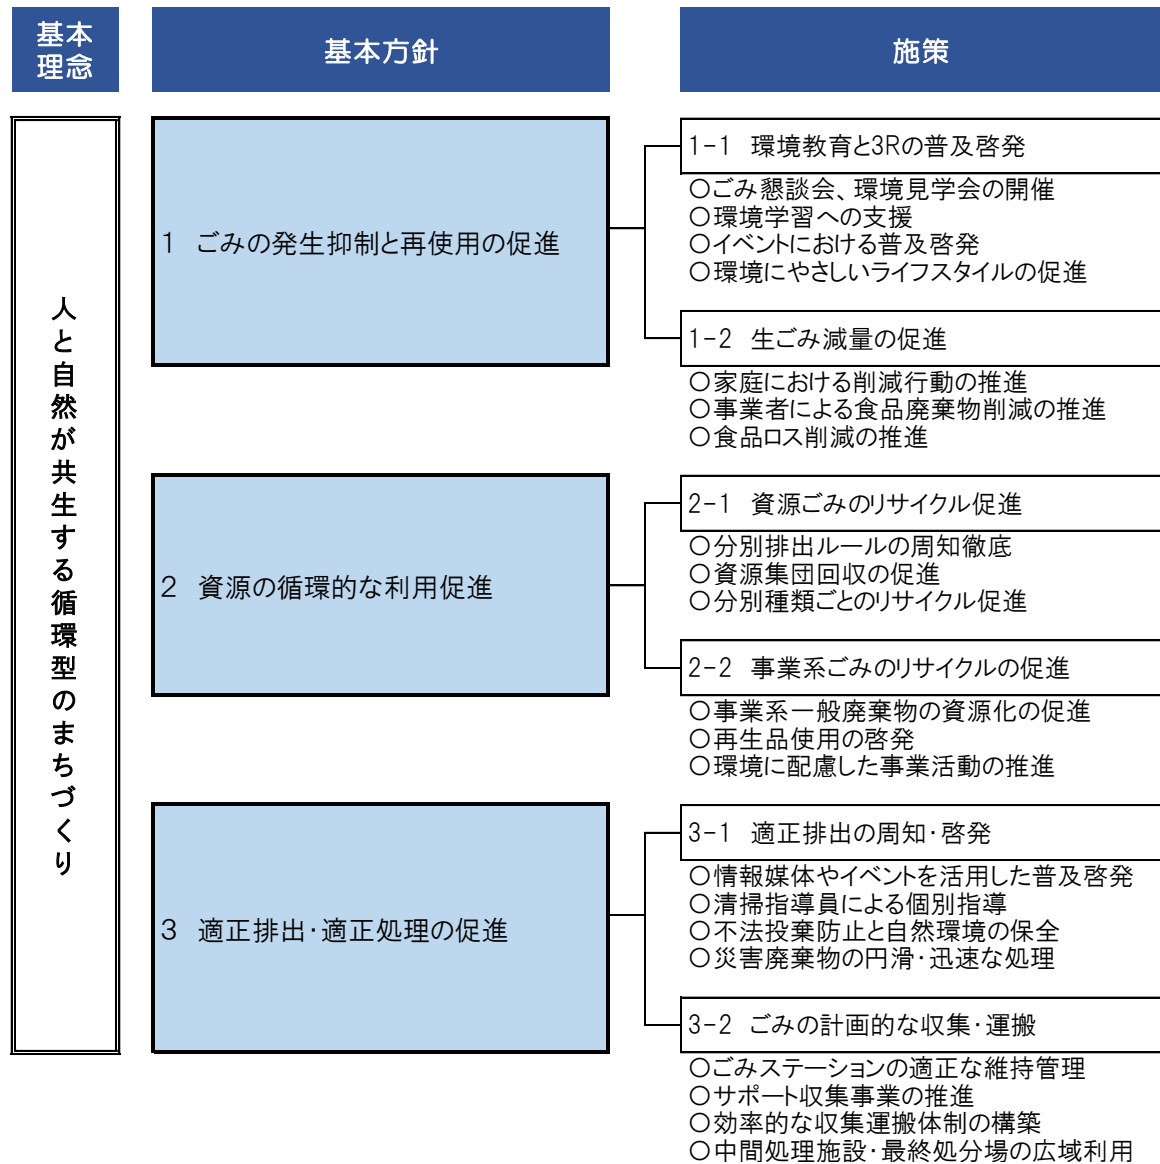 基本
理念
基本方針
施策
人と自然が共生する循環型のまちづくり
1 ごみの発生抑制と再使用の促進
1-1 環境教育と3Rの普及啓発
○ごみ懇談会、環境見学会の開催
○環境学習への支援
○イベントにおける普及啓発
○環境にやさしいライフスタイルの促進
1-2 生ごみ減量の促進
○家庭における削減行動の推進
○事業者による食品廃棄物削減の推進
○食品ロス削減の推進
2 資源の循環的な利用促進
2-1 資源ごみのリサイクル促進
○分別排出ルールの周知徹底
○資源集団回収の促進
○分別種類ごとのリサイクル促進
2-2 事業系ごみのリサイクルの促進
○事業系一般廃棄物の資源化の促進
○再生品使用の啓発
○環境に配慮した事業活動の推進
3 適正排出・適正処理の促進
3-1 適正排出の周知・啓発
○情報媒体やイベントを活用した普及啓発
○清掃指導員による個別指導
○不法投棄防止と自然環境の保全
○災害廃棄物の円滑・迅速な処理
3-2 ごみの計画的な収集・運搬
○ごみステーションの適正な維持管理
○サポート収集事業の推進
○効率的な収集運搬体制の構築
○中間処理施設・最終処分場の広域利用